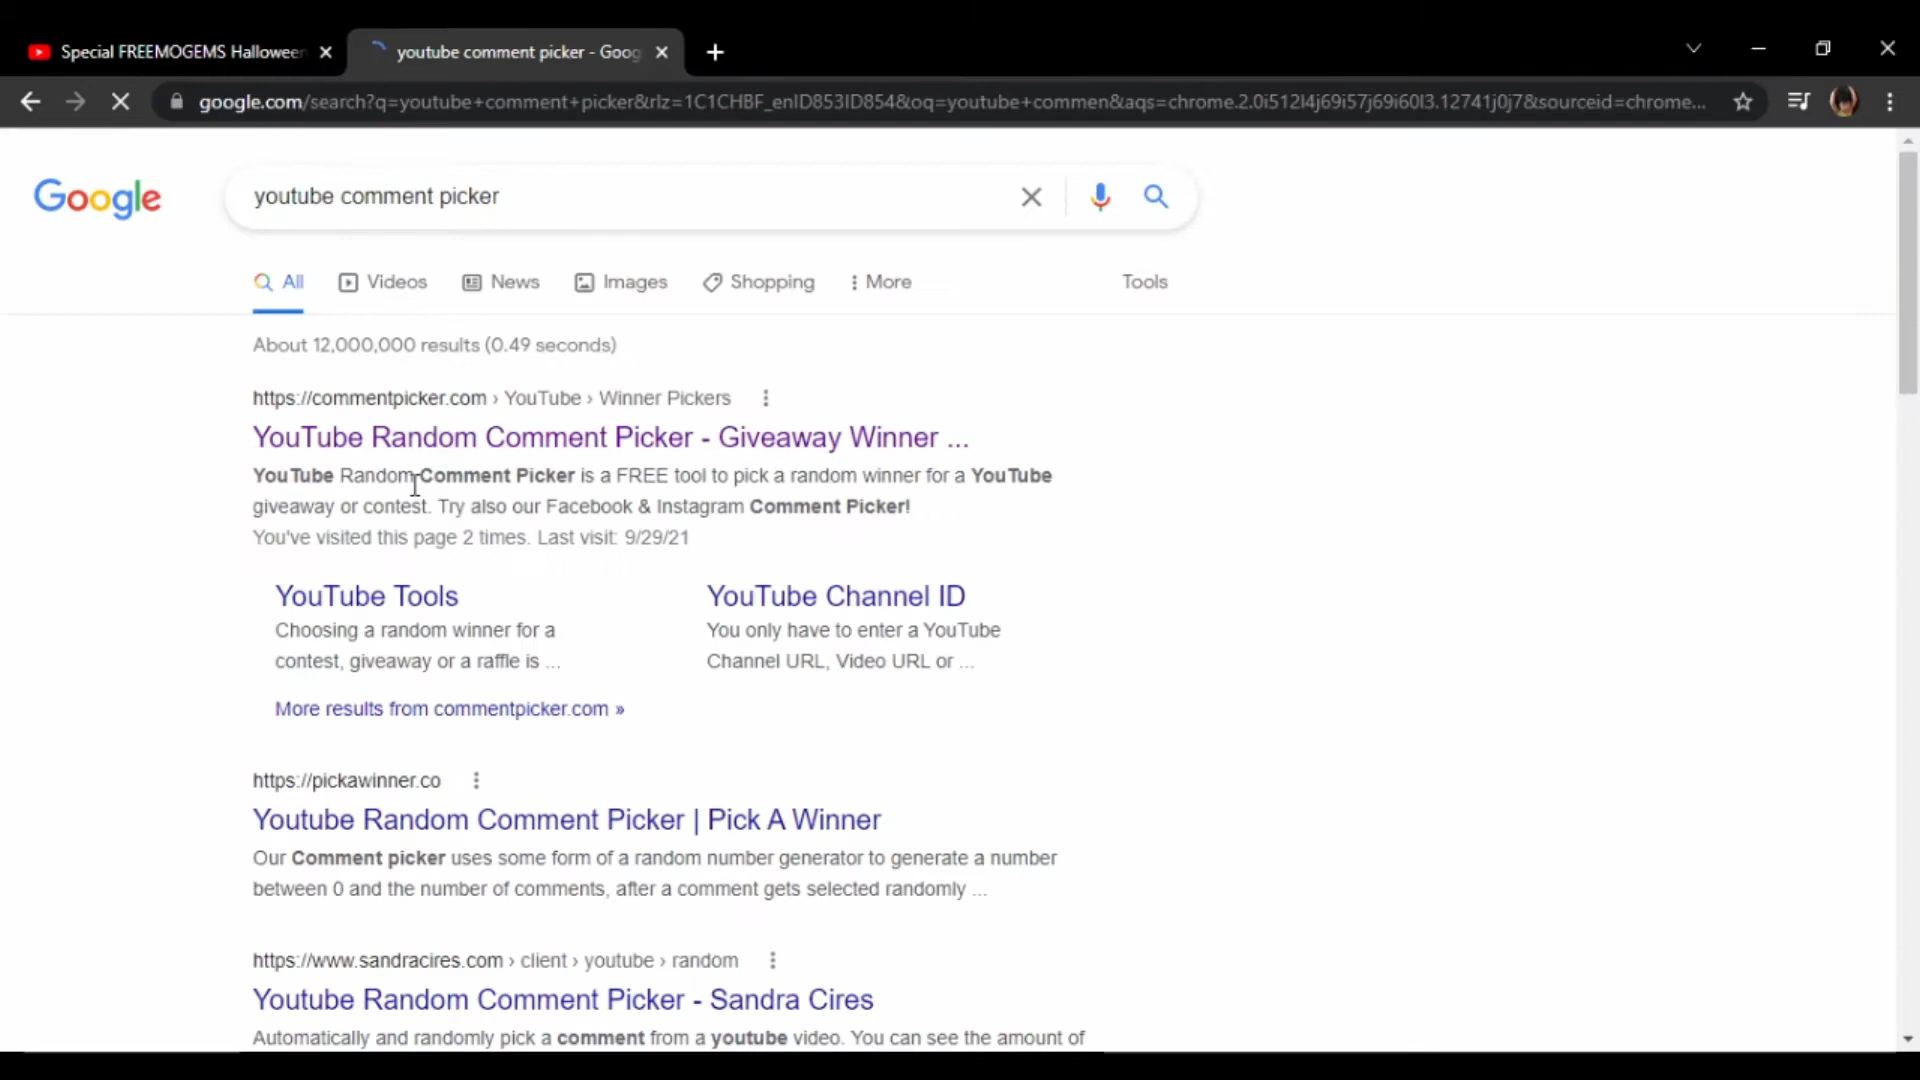 Special FREEMOGEMS Halloween
youtube comment picker - Goog
google.com/search?q=youtube+comment+picker&rlz=1C1CHBF_enID853ID854&oq=youtube+commen&aqs=chrome.2.0i512l4j69i57j69i60l3.12741j0j7&sourceid=chrome...
Google
youtube comment picker
All Videos News Images Shopping More Tools
About 12,000,000 results (0.49 seconds)
https://commentpicker.com › YouTube › Winner Pickers
YouTube Random Comment Picker - Giveaway Winner ...
YouTube Random Comment Picker is a FREE tool to pick a random winner for a YouTube
giveaway or contest. Try also our Facebook & Instagram Comment Picker!
You've visited this page 2 times. Last visit: 9/29/21
YouTube Tools
Choosing a random winner for a
contest, giveaway or a raffle is ...
YouTube Channel ID
You only have to enter a YouTube
Channel URL, Video URL or ...
More results from commentpicker.com »
https://pickawinner.co
Youtube Random Comment Picker | Pick A Winner
Our Comment picker uses some form of a random number generator to generate a number
between 0 and the number of comments, after a comment gets selected randomly ...
https://www.sandracires.com › client › youtube › random
Youtube Random Comment Picker - Sandra Cires
Automatically and randomly pick a comment from a youtube video. You can see the amount of